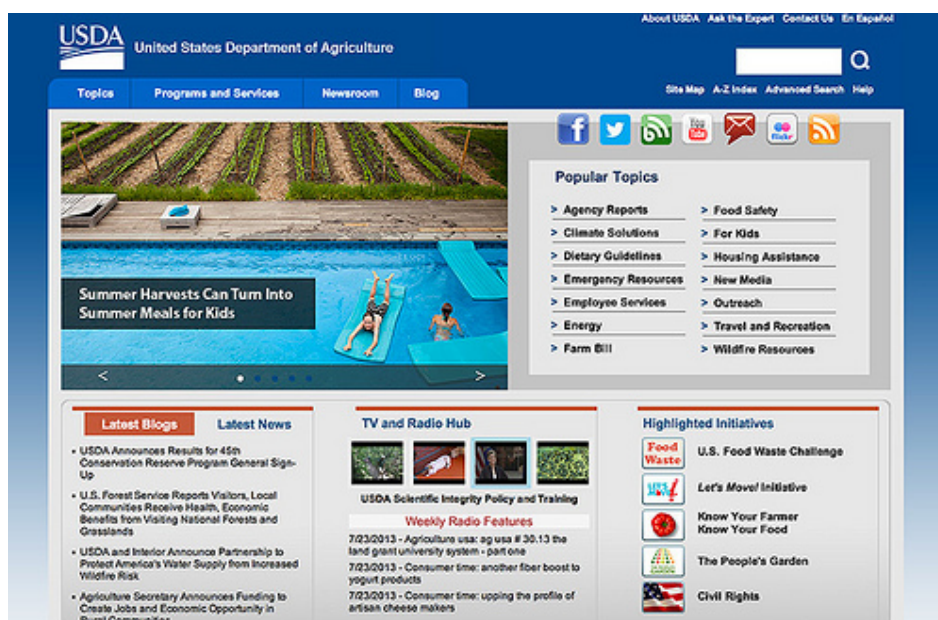 About USDA Ask the Expert Contact Us En Español
USDA
United States Department of Agriculture
Site Map A-Z Index Advanced Search Help
Topics Programs and Services Newsroom Blog
f
You
Tube
flickr
Summer Harvests Can Turn Into
Summer Meals for Kids
< >
Popular Topics
> Agency Reports
> Climate Solutions
> Dietary Guidelines
> Emergency Resources
> Employee Services
> Energy
> Farm Bill
> Food Safety
> For Kids
> Housing Assistance
> New Media
> Outreach
> Travel and Recreation
> Wildfire Resources
Latest Blogs Latest News
• USDA Announces Results for 45th
Conservation Reserve Program General Sign-
Up
• U.S. Forest Service Reports Visitors, Local
Communities Receive Health, Economic
Benefits from Visiting National Forests and
Grasslands
• USDA and Interior Announce Partnership to
Protect America's Water Supply from Increased
Wildfire Risk
• Agriculture Secretary Announces Funding to
Create Jobs and Economic Opportunity in
Rural Communities
TV and Radio Hub
USDA Scientific Integrity Policy and Training
Weekly Radio Features
7/23/2013 - Agriculture usa: ag usa # 30.13 the
land grant university system - part one
7/23/2013 - Consumer time: another fiber boost to
yogurt products
7/23/2013 - Consumer time: upping the profile of
artisan cheese makers
Highlighted Initiatives
Food
Waste
U.S. Food Waste Challenge
LET'S
MOVE!
Let's Move! Initiative
Know Your Farmer
Know Your Food
The People's Garden
Civil Rights